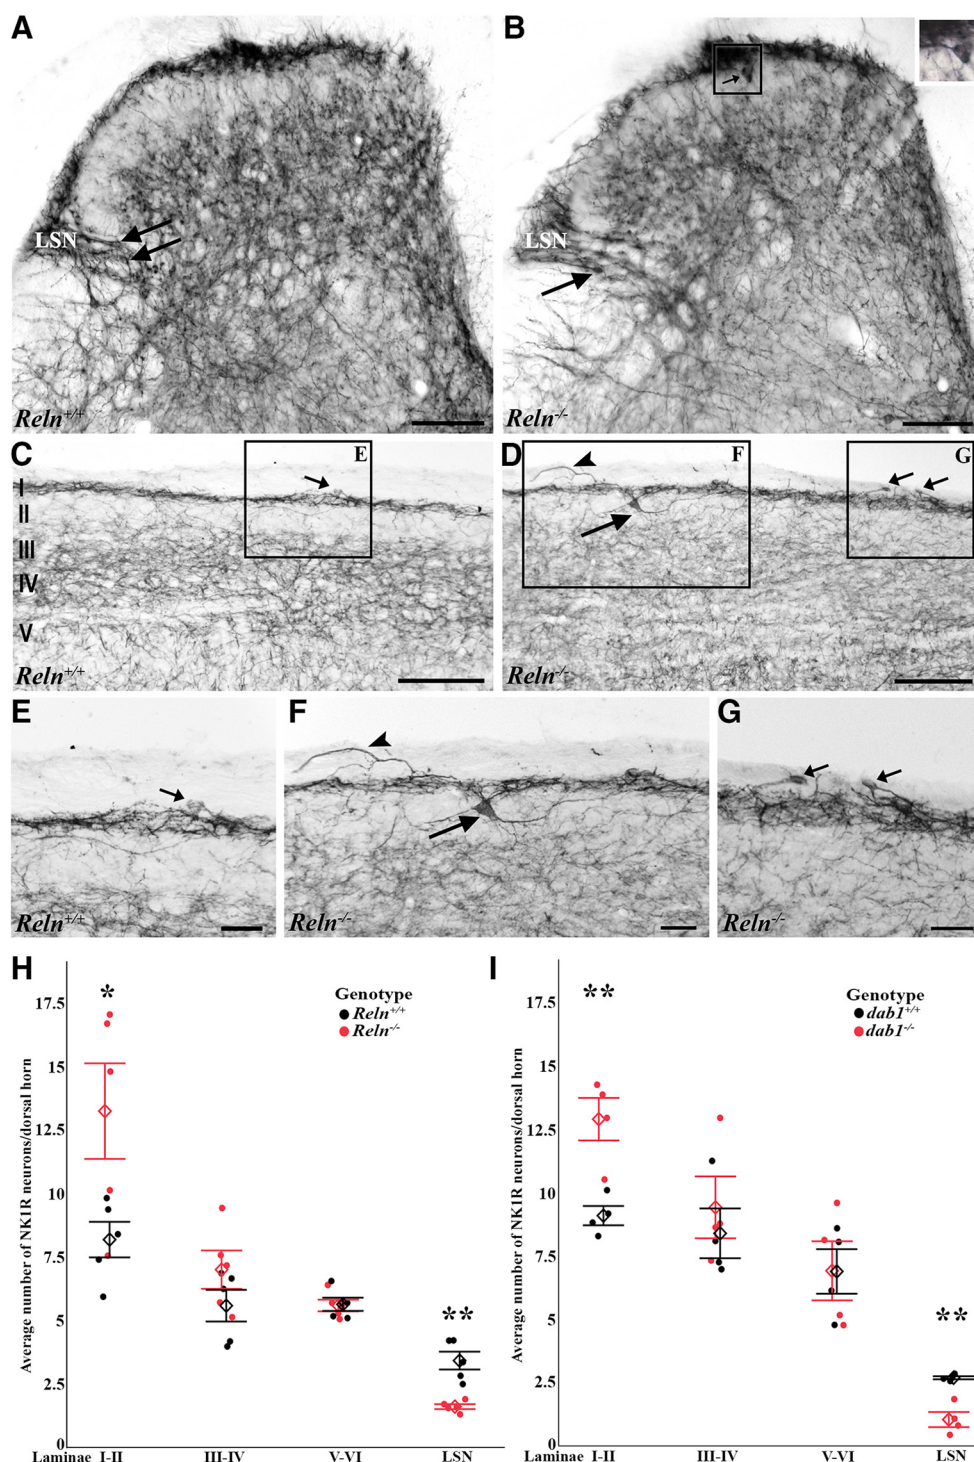 A
LSN
Reln+/+
B
LSN
Reln-/-
C
E
I
II
III
IV
V
Reln+/+
D
F
G
Reln-/-
E
Reln+/+
F
Reln-/-
G
Reln-/-
H
*
Genotype
Reln+/+
Reln-/-
**
Average number of NK1R neurons/dorsal horn
17.5
15
12.5
10
7.5
5
2.5
0
Laminae I-II III-IV V-VI LSN
I
**
Genotype
dab1+/+
dab1-/-
**
Average number of NK1R neurons/dorsal horn
17.5
15
12.5
10
7.5
5
2.5
0
Laminae I-II III-IV V-VI LSN